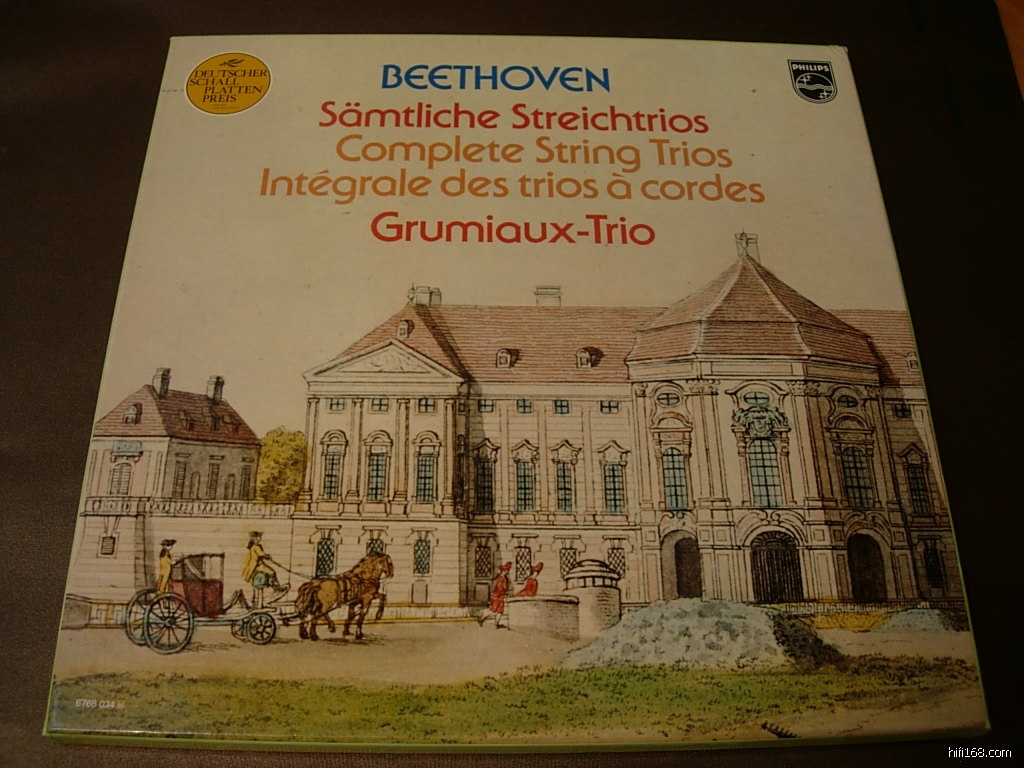 DEUTSCHER
SCHALL
PLATTEN
PREIS
BEETHOVEN
PHILIPS
Sämtliche Streichtrios
Complete String Trios
Intégrale des trios à cordes
Grumiaux-Trio
6768 034
hifi168.com